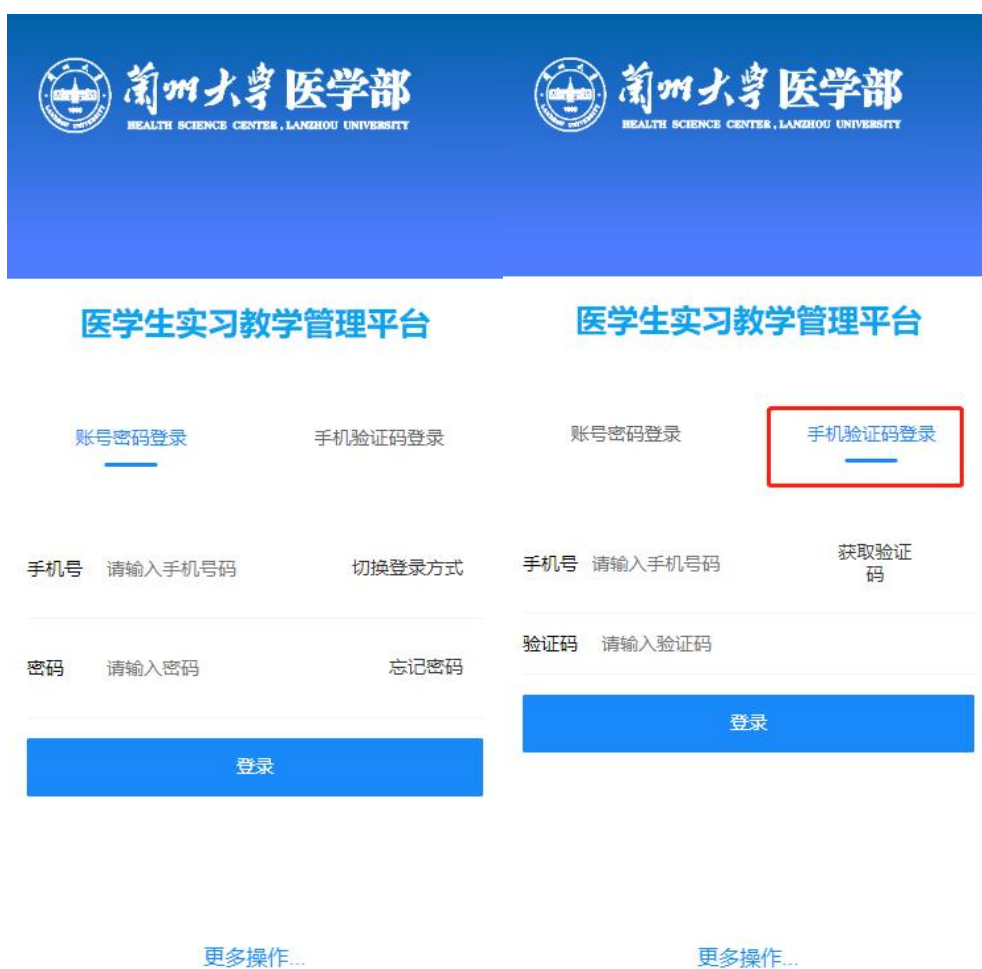 兰州大学医学部
HEALTH SCIENCE CENTER, LANZHOU UNIVERSITY
医学生实习教学管理平台
账号密码登录 手机验证码登录
手机号 请输入手机号码 切换登录方式
密码 请输入密码 忘记密码
登录
更多操作...
兰州大学医学部
HEALTH SCIENCE CENTER, LANZHOU UNIVERSITY
医学生实习教学管理平台
账号密码登录 手机验证码登录
手机号 请输入手机号码 获取验证
码
验证码 请输入验证码
登录
更多操作...